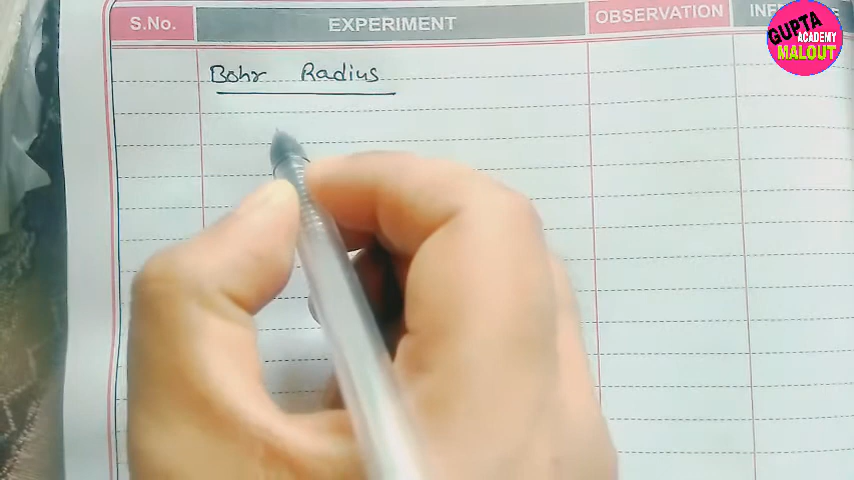 S.No. EXPERIMENT OBSERVATION
Bohr Radius
GUPTA
ACADEMY
MALOUT